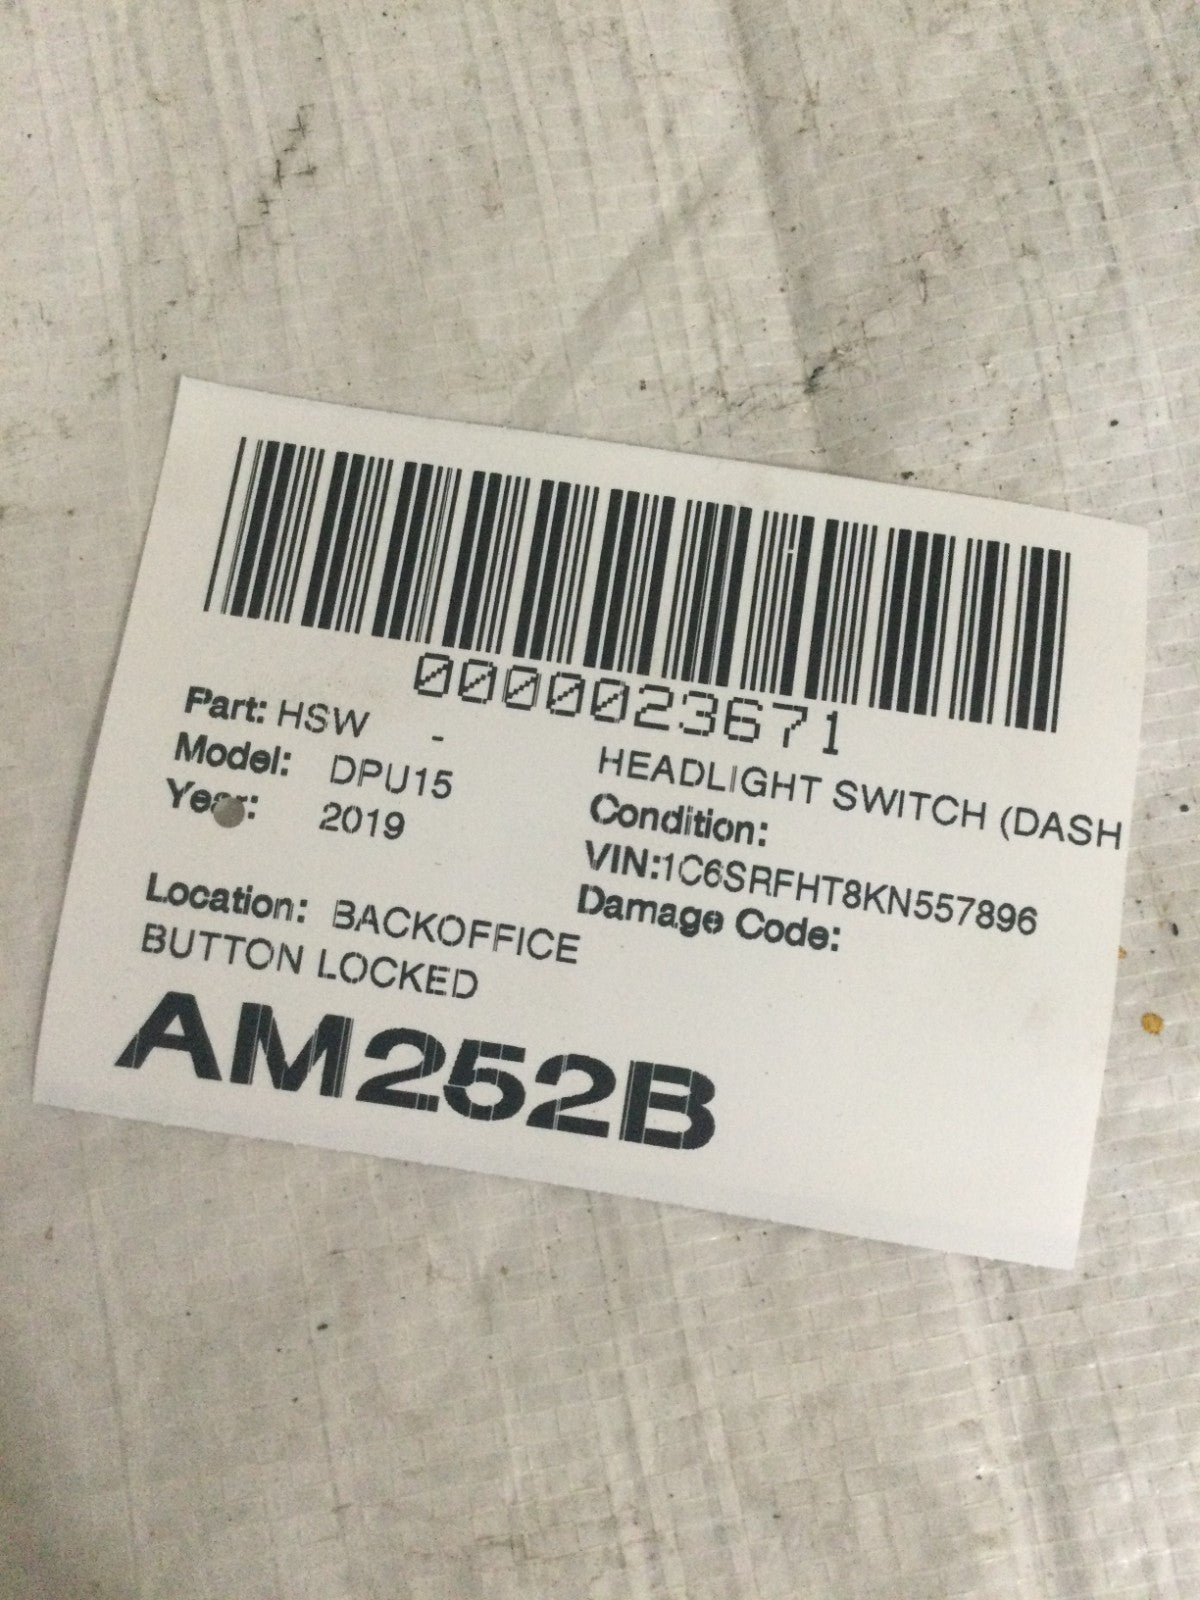 0000023671
Part: HSW -
HEADLIGHT SWITCH (DASH
Model: DPU15
Condition:
Year: 2019
VIN:1C6SRFHT8KN557896
Damage Code:
Location: BACKOFFICE
BUTTON LOCKED
AM252B